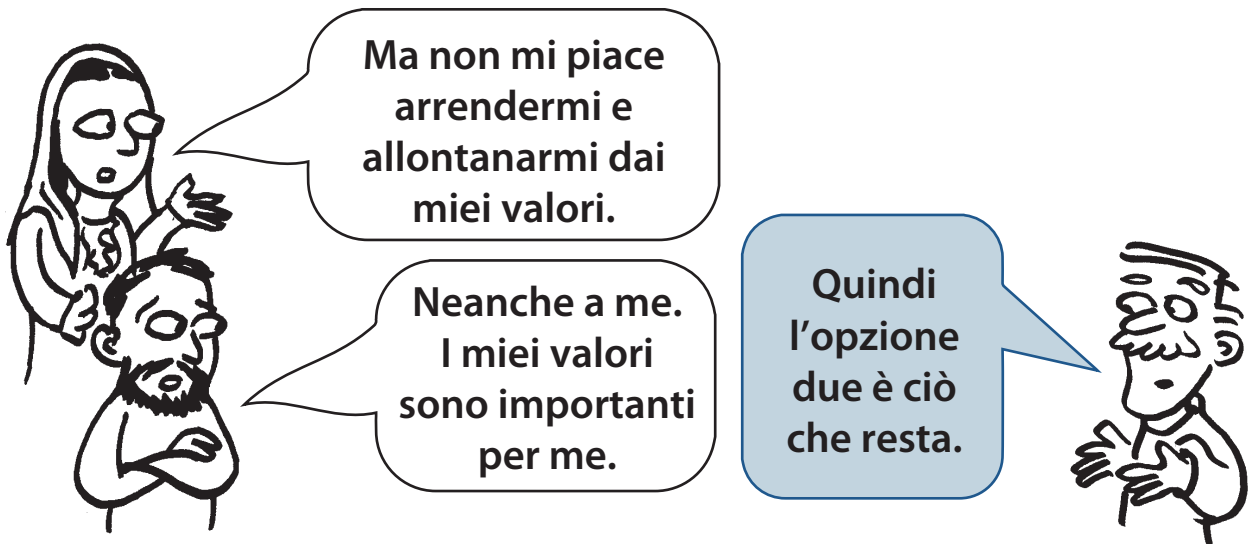 Ma non mi piace
arrendermi e
allontanarmi dai
miei valori.
Neanche a me.
I miei valori
sono importanti
per me.
Quindi
l’opzione
due è ciò
che resta.